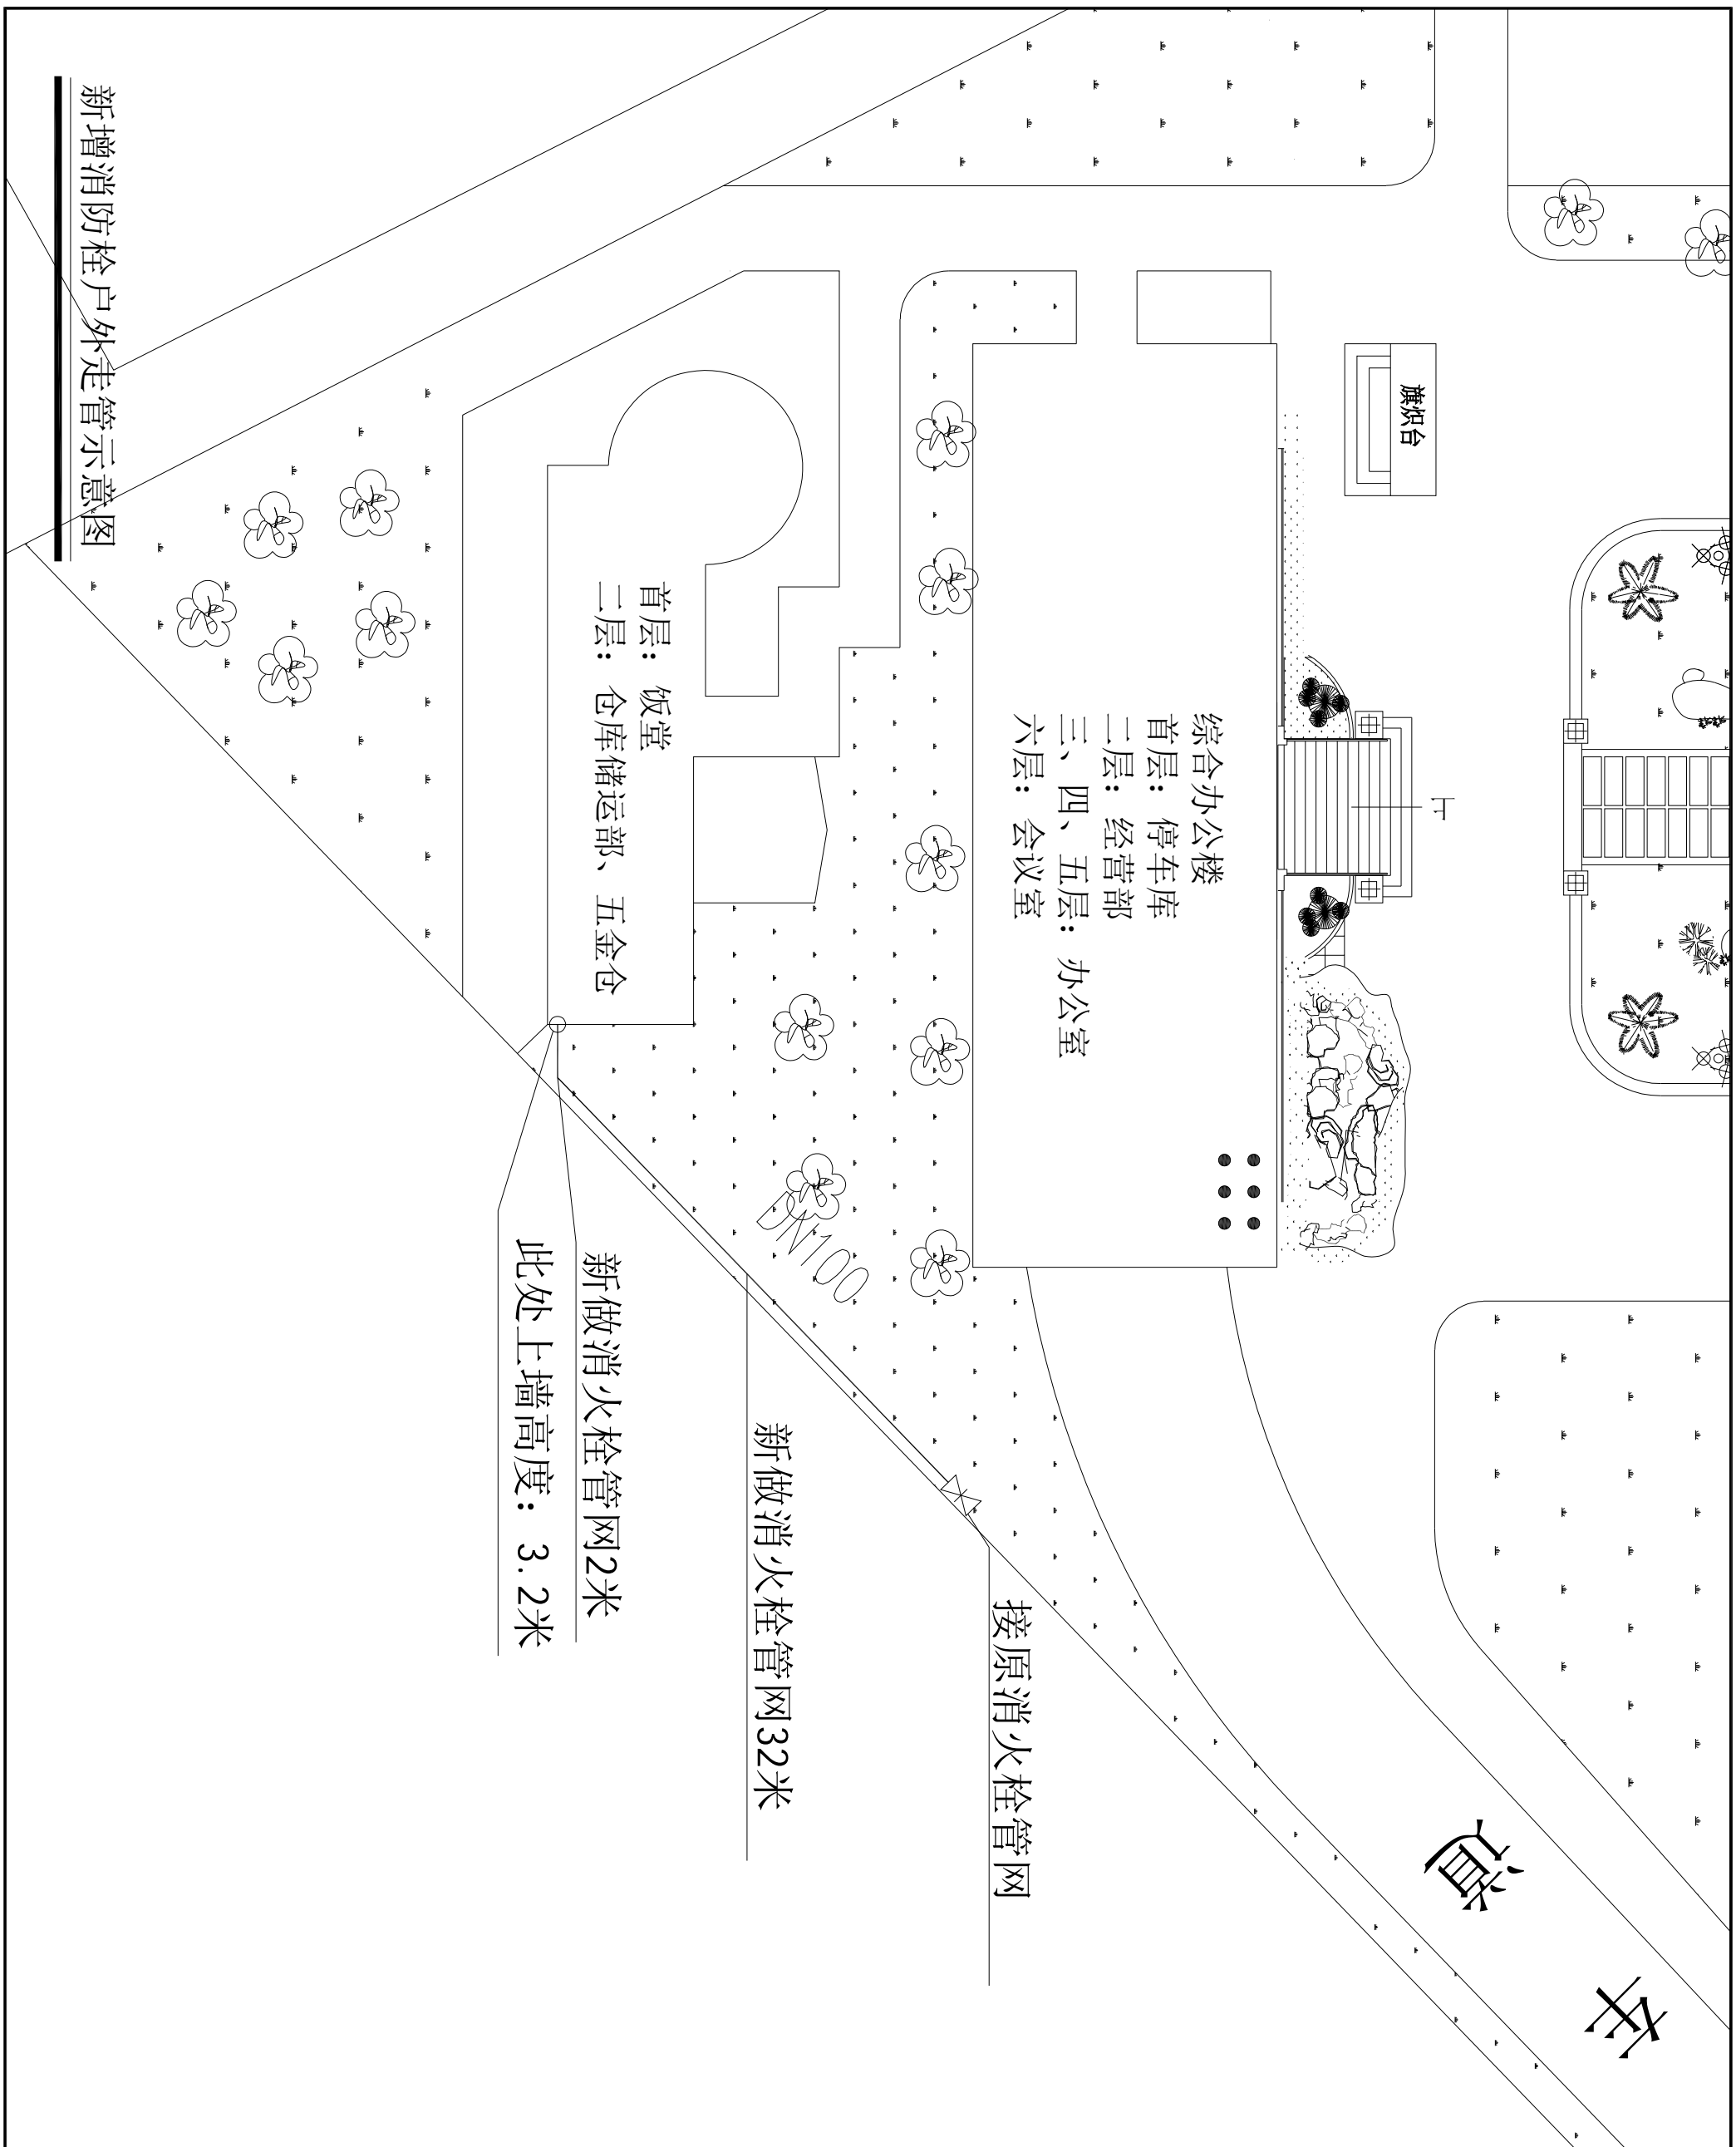 旗炽台
上
综合办公楼
首层：停车库
二层：经营部
三、四、五层：办公室
六层：会议室
首层：饭堂
二层：仓库储运部、五金仓
车道
DN100
接原消火栓管网
新做消火栓管网32米
新做消火栓管网2米
此处上墙高度：3.2米
新增消防栓户外走管示意图